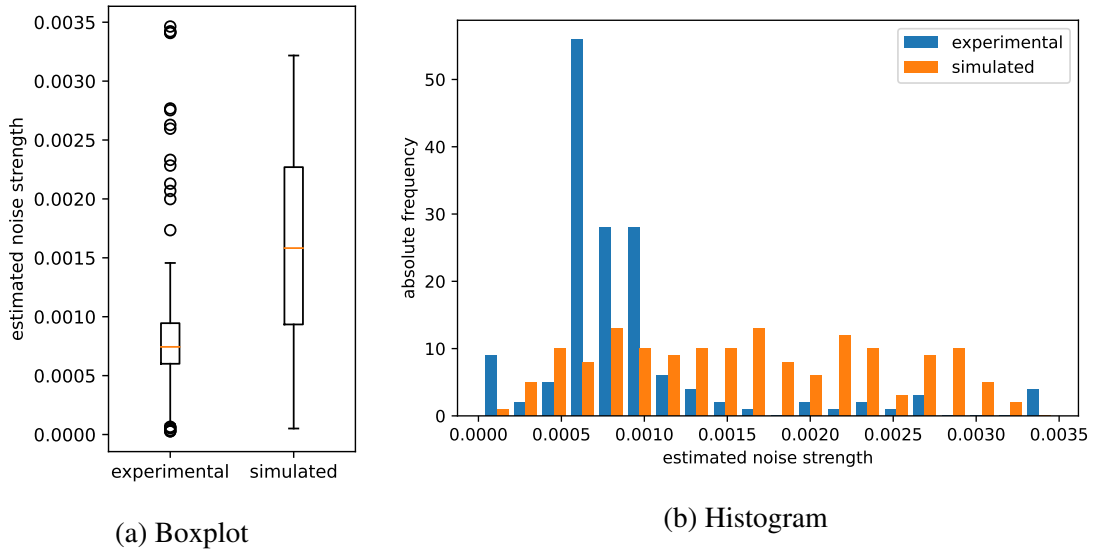 0.0035
0.0030
0.0025
0.0020
0.0015
0.0010
0.0005
0.0000
estimated noise strength
experimental simulated
(a) Boxplot
experimental
simulated
50
40
30
20
10
0
absolute frequency
0.0000 0.0005 0.0010 0.0015 0.0020 0.0025 0.0030 0.0035
estimated noise strength
(b) Histogram